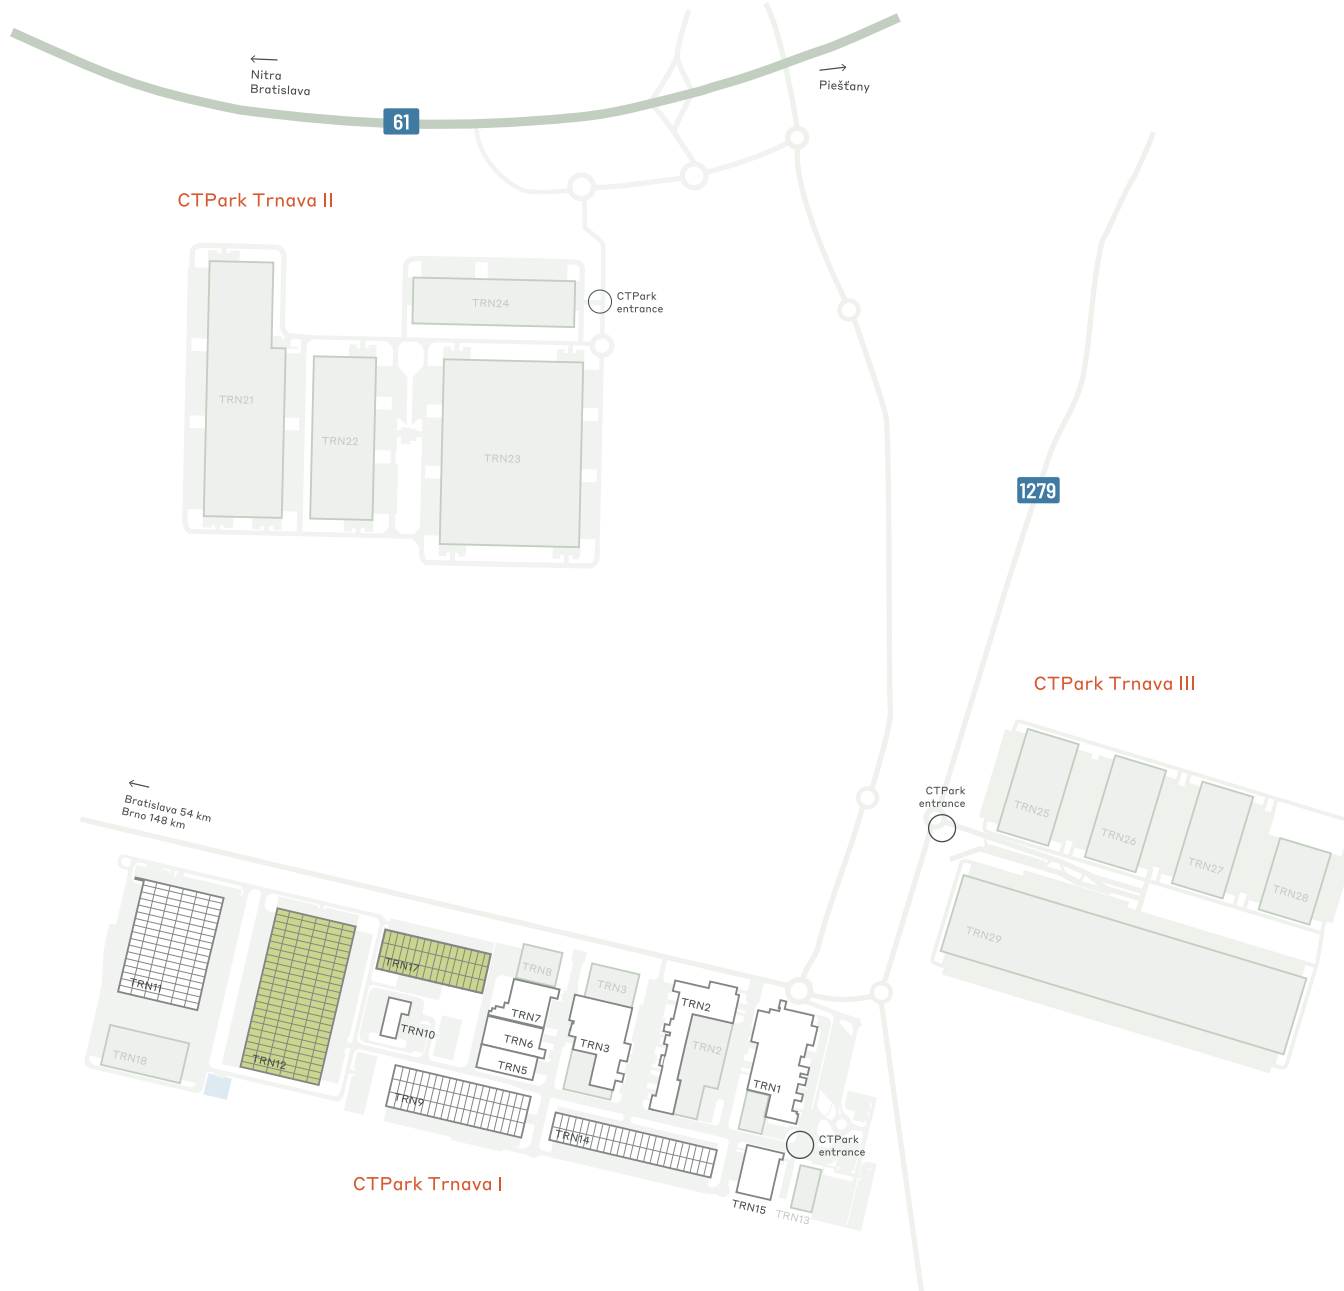 Nitra
Bratislava
Piešťany
61
CTPark Trnava II
TRN24
CTPark
entrance
TRN21
TRN22
TRN23
1279
CTPark Trnava III
Bratislava 54 km
Brno 148 km
CTPark
entrance
TRN25
TRN26
TRN27
TRN28
TRN29
TRN11
TRN17
TRN8
TRN3
TRN2
TRN7
TRN10
TRN6
TRN3
TRN2
TRN18
TRN12
TRN5
TRN1
TRN9
TRN14
CTPark
entrance
CTPark Trnava I
TRN15
TRN13